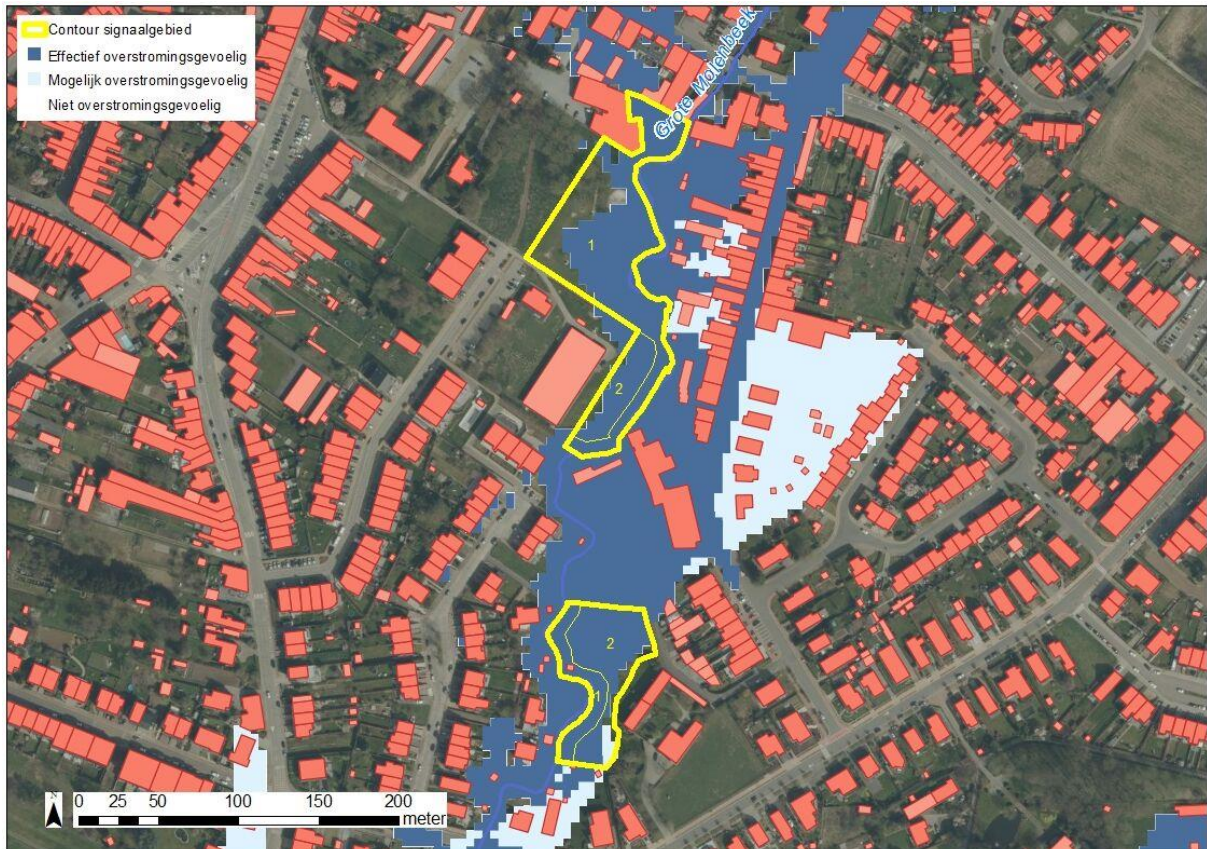 Contour signaalgebied
Effectief overstromingsgevoelig
Mogelijk overstromingsgevoelig
Niet overstromingsgevoelig
Grote Molenbeek
1
2
2
1
N
0 25 50 100 150 200
meter